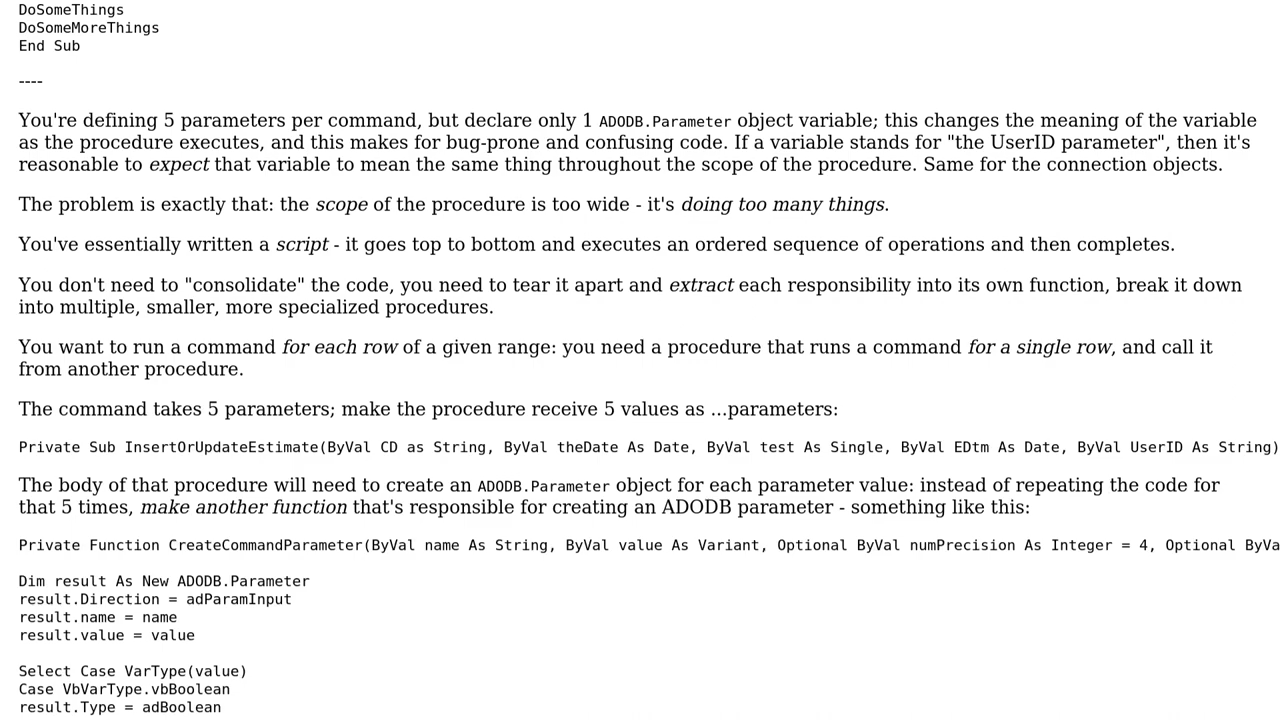 DoSomeThings
DoSomeMoreThings
End Sub
----
You're defining 5 parameters per command, but declare only 1 ADODB.Parameter object variable; this changes the meaning of the variable
as the procedure executes, and this makes for bug-prone and confusing code. If a variable stands for "the UserID parameter", then it's
reasonable to expect that variable to mean the same thing throughout the scope of the procedure. Same for the connection objects.
The problem is exactly that: the scope of the procedure is too wide - it's doing too many things.
You've essentially written a script - it goes top to bottom and executes an ordered sequence of operations and then completes.
You don't need to "consolidate" the code, you need to tear it apart and extract each responsibility into its own function, break it down
into multiple, smaller, more specialized procedures.
You want to run a command for each row of a given range: you need a procedure that runs a command for a single row, and call it
from another procedure.
The command takes 5 parameters; make the procedure receive 5 values as ...parameters:
Private Sub InsertOrUpdateEstimate(ByVal CD as String, ByVal theDate As Date, ByVal test As Single, ByVal EDtm As Date, ByVal UserID As String)
The body of that procedure will need to create an ADODB.Parameter object for each parameter value: instead of repeating the code for
that 5 times, make another function that's responsible for creating an ADODB parameter - something like this:
Private Function CreateCommandParameter(ByVal name As String, ByVal value As Variant, Optional ByVal numPrecision As Integer = 4, Optional ByVa
Dim result As New ADODB.Parameter
result.Direction = adParamInput
result.name = name
result.value = value
Select Case VarType(value)
Case VbVarType.vbBoolean
result.Type = adBoolean